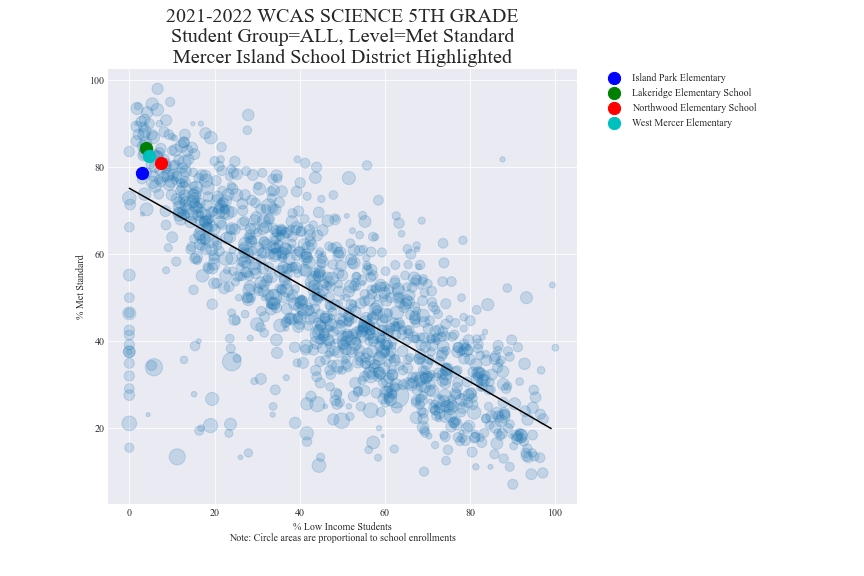 2021-2022 WCAS SCIENCE 5TH GRADE
Student Group=ALL, Level=Met Standard
Mercer Island School District Highlighted
100
80
60
40
20
% Met Standard
0 20 40 60 80 100
% Low Income Students
Note: Circle areas are proportional to school enrollments
Island Park Elementary
Lakeridge Elementary School
Northwood Elementary School
West Mercer Elementary